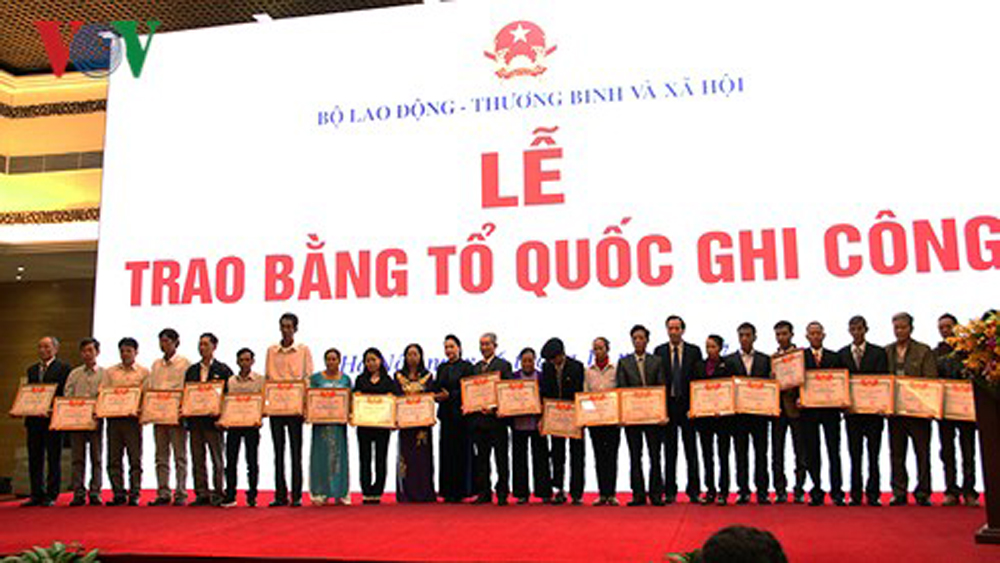 VOV
BỘ LAO ĐỘNG - THƯƠNG BINH VÀ XÃ HỘI
LỄ
TRAO BẰNG TỔ QUỐC GHI CÔNG